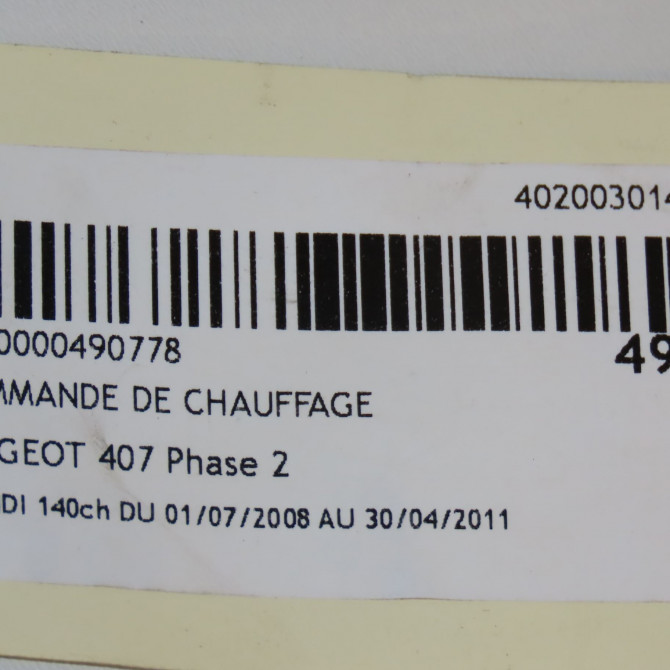 402003014
0000490778
49
MMANDE DE CHAUFFAGE
GEOT 407 Phase 2
DI 140ch DU 01/07/2008 AU 30/04/2011